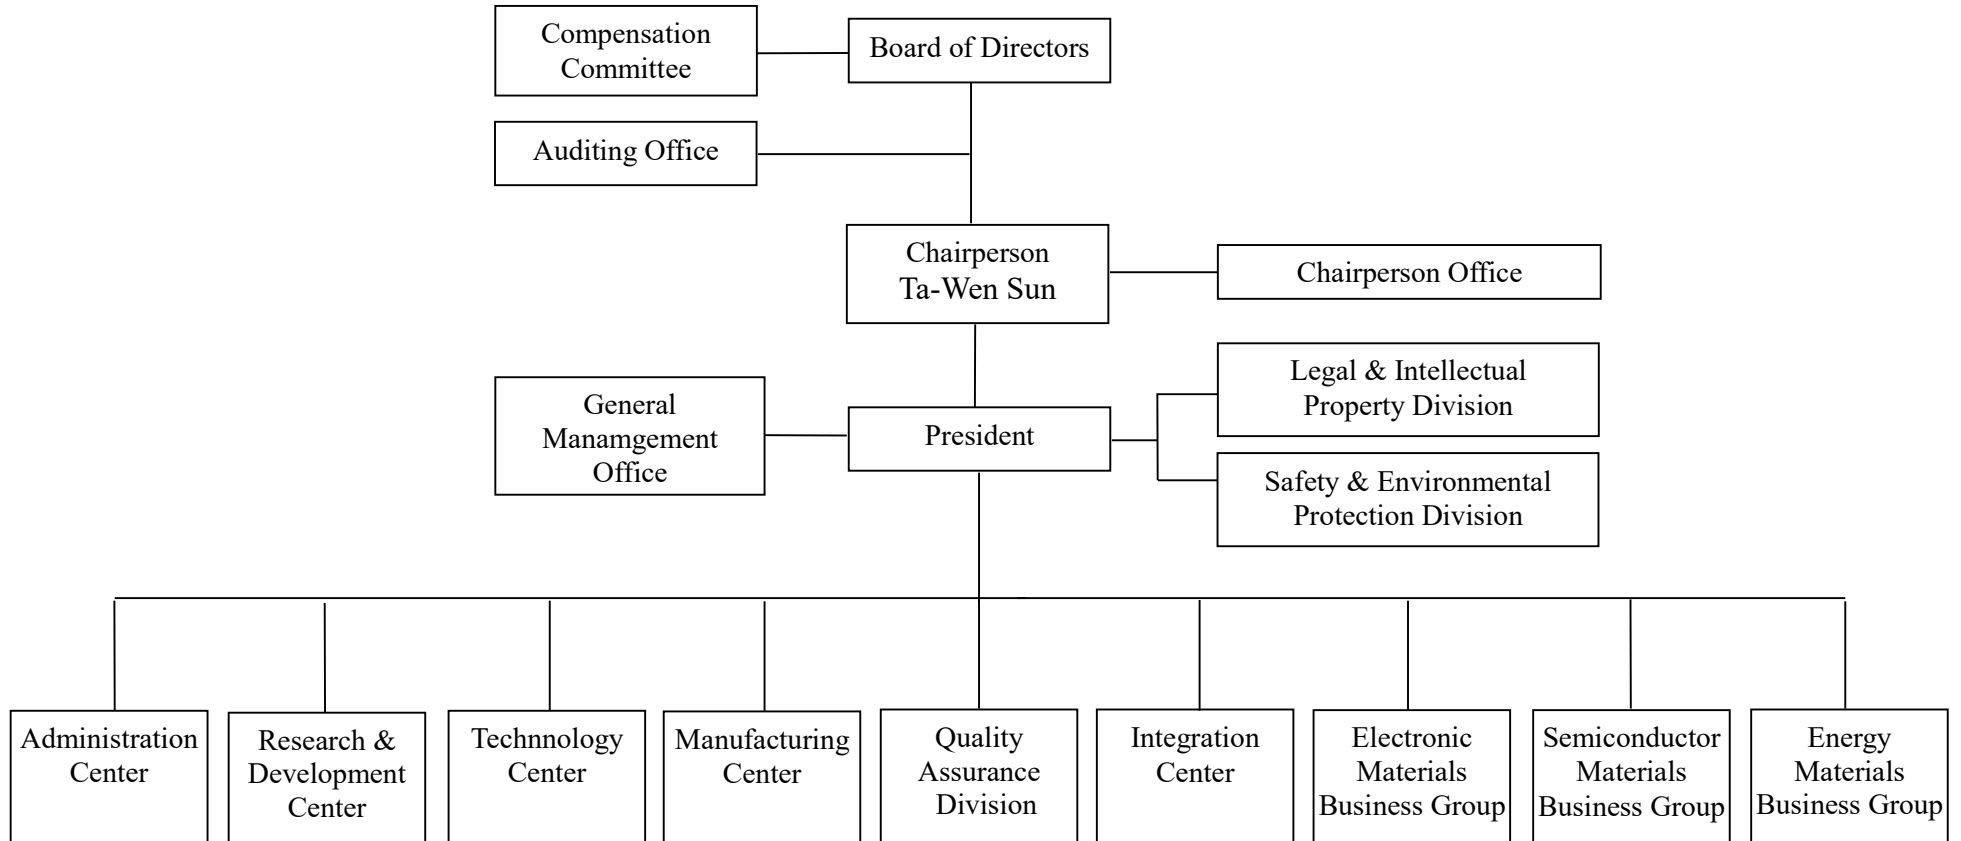 Compensation
Committee
Board of Directors
Auditing Office
Chairperson
Ta-Wen Sun
Chairperson Office
General
Manamgement
Office
President
Legal & Intellectual
Property Division
Safety & Environmental
Protection Division
Administration
Center
Research &
Development
Center
Technnology
Center
Manufacturing
Center
Quality
Assurance
Division
Integration
Center
Electronic
Materials
Business Group
Semiconductor
Materials
Business Group
Energy
Materials
Business Group